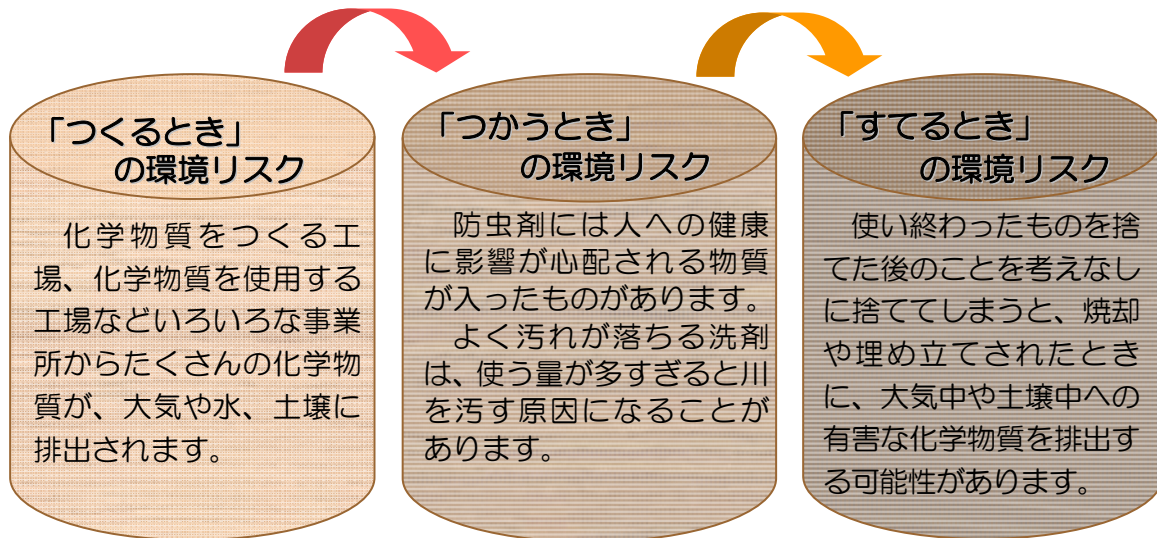 「つくるとき」
の環境リスク
化学物質をつくる工
場、化学物質を使用する
工場などいろいろな事業
所からたくさんの化学物
質が、大気や水、土壌に
排出されます。
「つかうとき」
の環境リスク
防虫剤には人への健康
に影響が心配される物質
が入ったものがあります。
よく汚れが落ちる洗剤
は、使う量が多すぎると川
を汚す原因になることが
あります。
「すてるとき」
の環境リスク
使い終わったものを捨
てた後のことを考えなし
に捨ててしまうと、焼却
や埋め立てされたとき
に、大気中や土壌中への
有害な化学物質を排出す
る可能性があります。